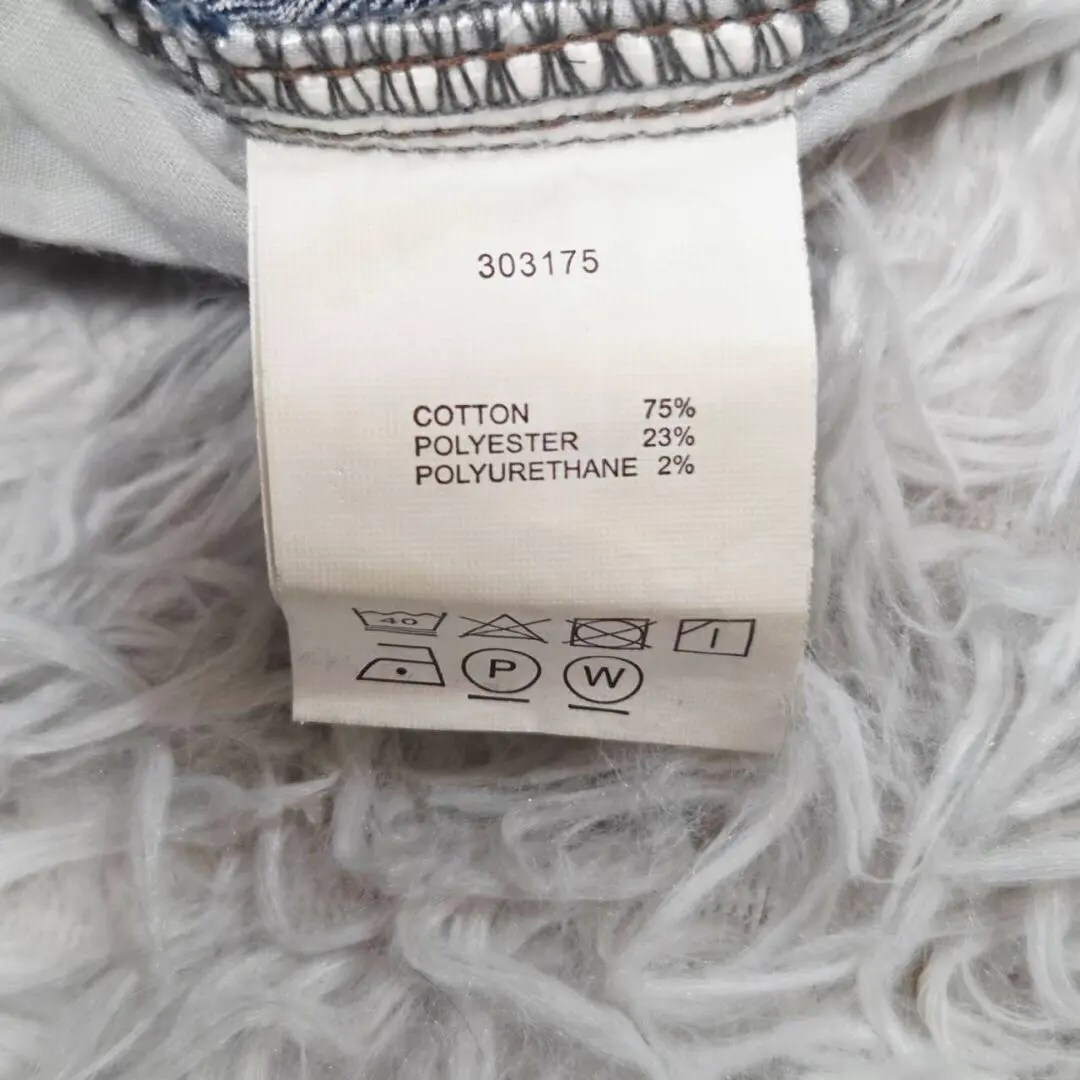 303175
COTTON 75%
POLYESTER 23%
POLYURETHANE 2%
40
P
W